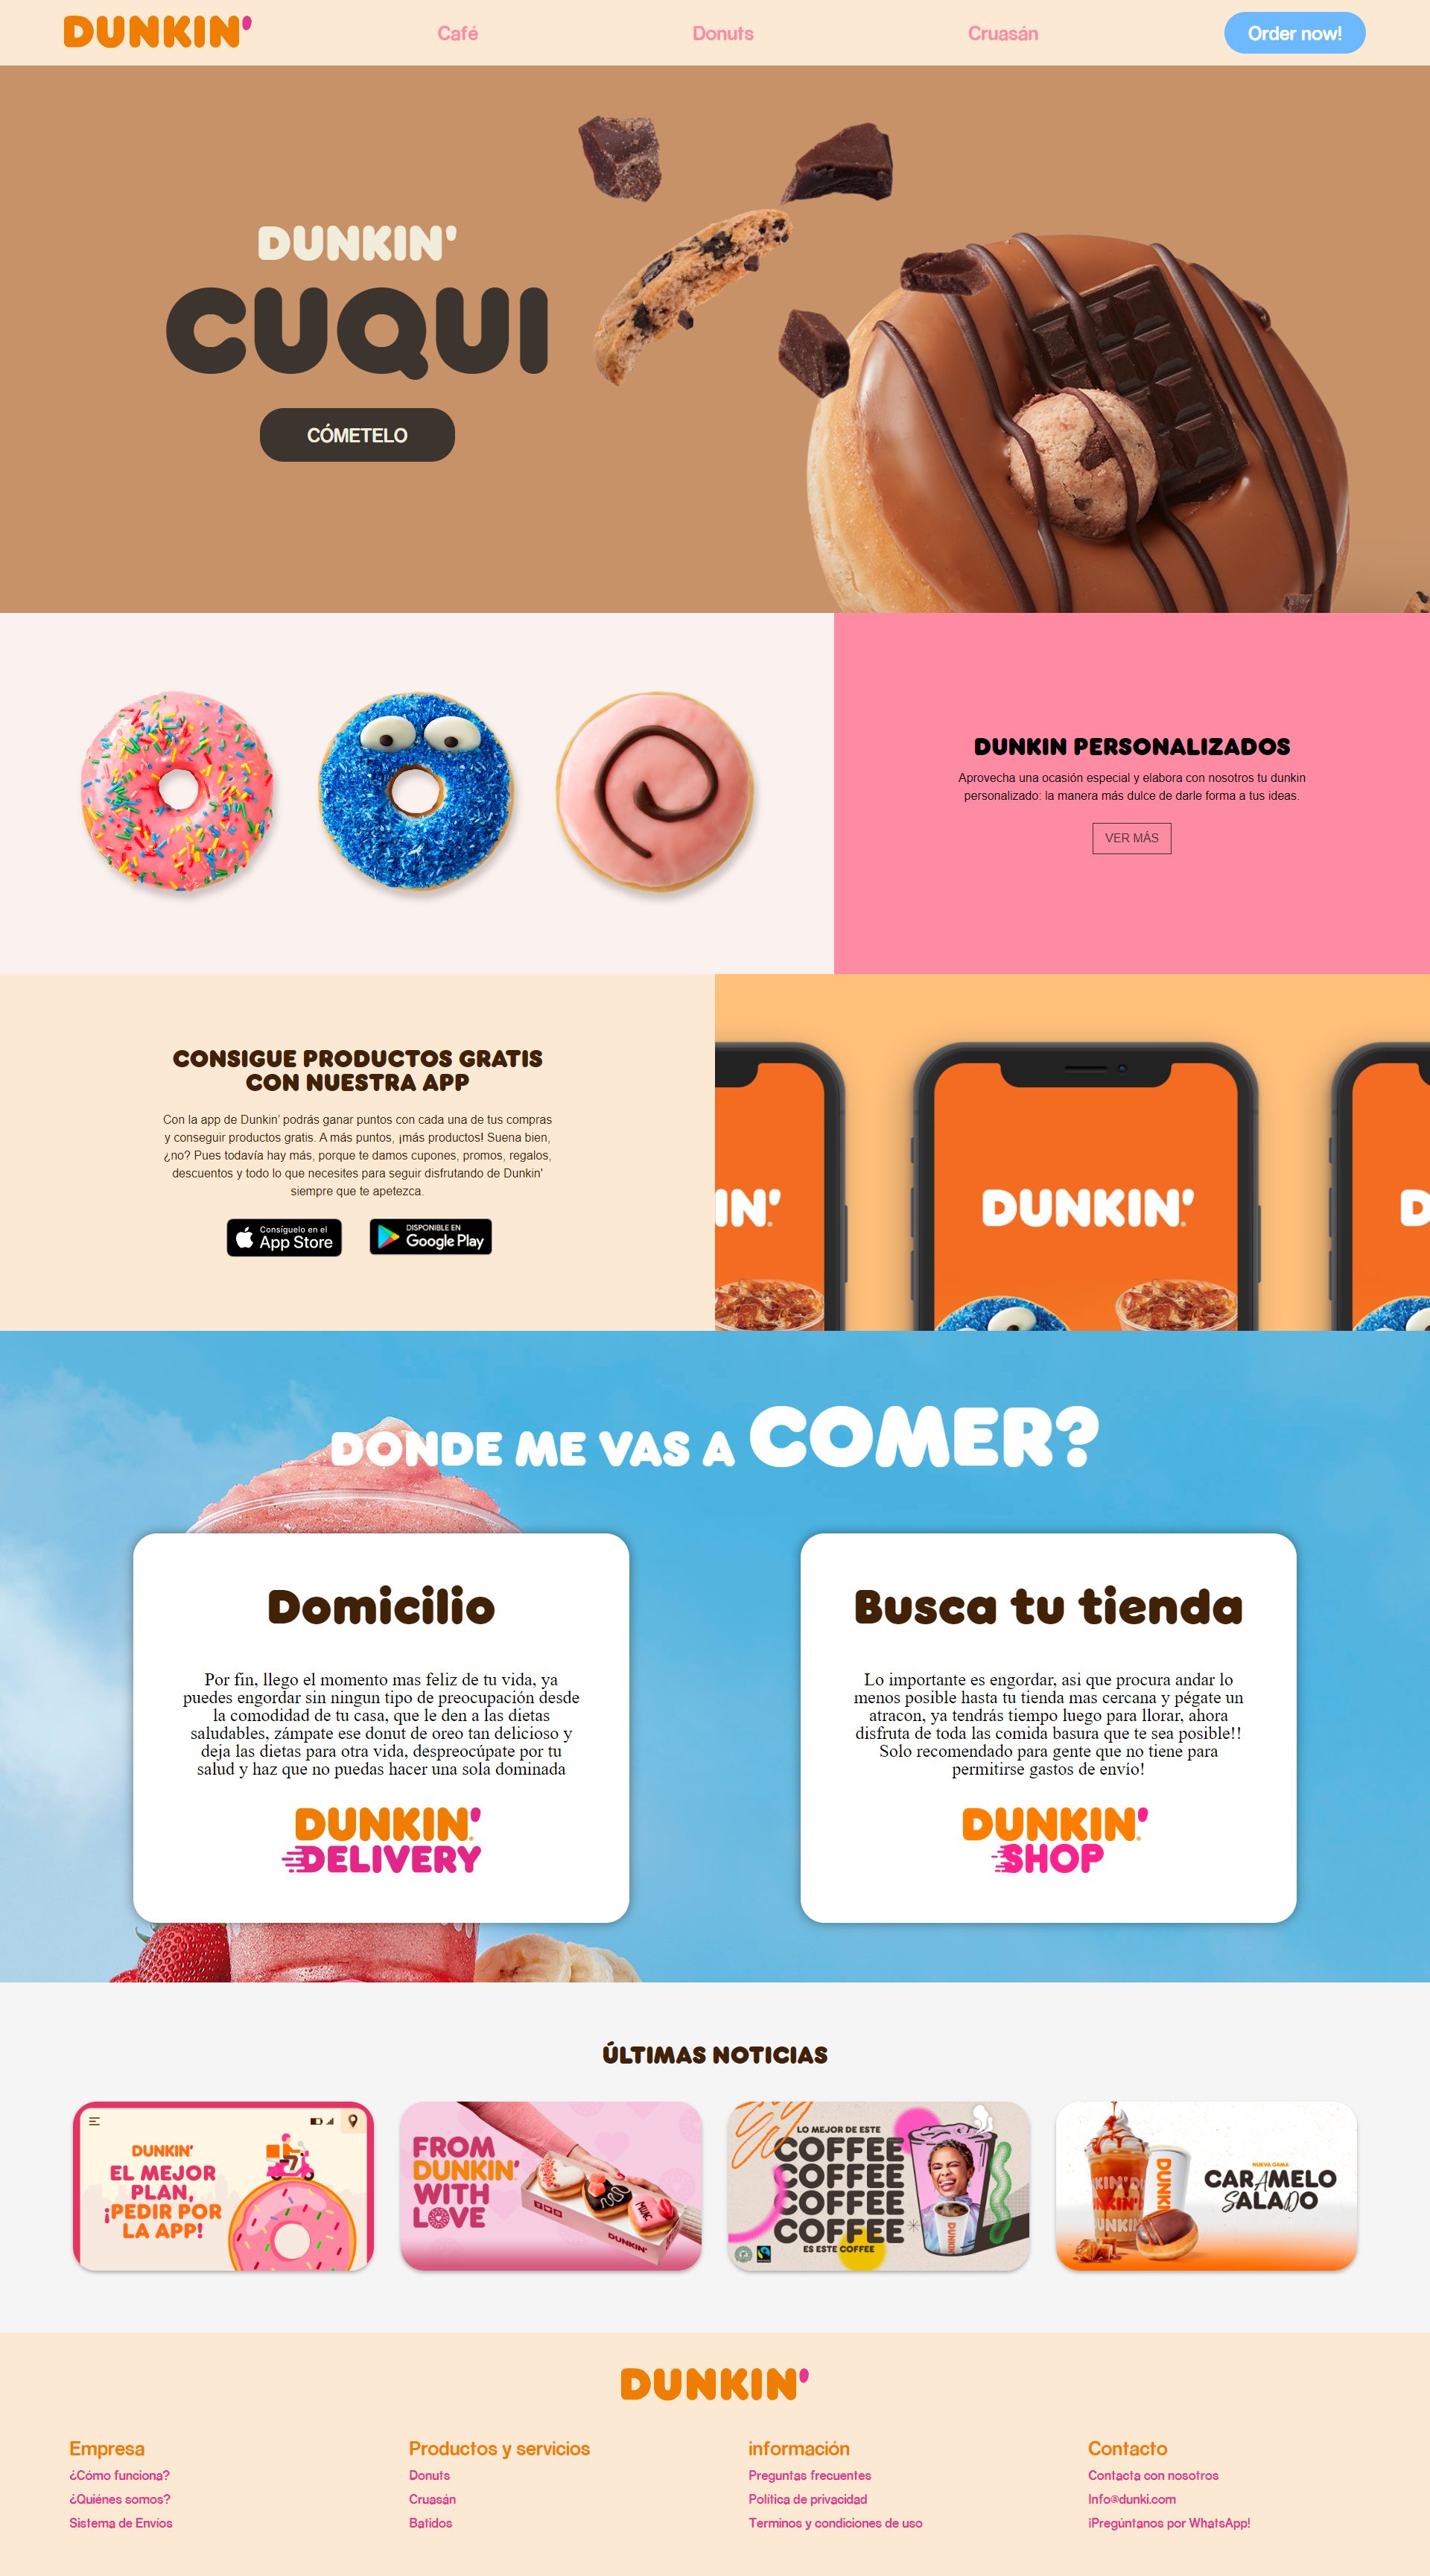 DUNKIN'
Café
Donuts
Cruasán
Order now!
DUNKIN'
CUQUI
CÓMETELO
DUNKIN PERSONALIZADOS
Aprovecha una ocasión especial y elabora con nosotros tu dunkin
personalizado: la manera más dulce de darle forma a tus ideas.
VER MÁS
CONSIGUE PRODUCTOS GRATIS
CON NUESTRA APP
Con la app de Dunkin' podrás ganar puntos con cada una de tus compras
y conseguir productos gratis. A más puntos, ¡más productos! Suena bien,
¿no? Pues todavía hay más, porque te damos cupones, promos, regalos,
descuentos y todo lo que necesites para seguir disfrutando de Dunkin'
siempre que te apetezca.
Consíguelo en el
App Store
DISPONIBLE EN
Google Play
IN'
DUNKIN'
D
DONDE ME VAS A COMER?
Domicilio
Por fin, llego el momento mas feliz de tu vida, ya
puedes engordar sin ningun tipo de preocupación desde
la comodidad de tu casa, que le den a las dietas
saludables, zámpate ese donut de oreo tan delicioso y
deja las dietas para otra vida, despreocúpate por tu
salud y haz que no puedas hacer una sola dominada
DUNKIN'
DELIVERY
Busca tu tienda
Lo importante es engordar, asi que procura andar lo
menos posible hasta tu tienda mas cercana y pégate un
atracon, ya tendrás tiempo luego para llorar, ahora
disfruta de toda las comida basura que te sea posible!!
Solo recomendado para gente que no tiene para
permitirse gastos de envío!
DUNKIN'
SHOP
ÚLTIMAS NOTICIAS
DUNKIN'
EL MEJOR
PLAN,
¡PEDIR POR
LA APP!
FROM
DUNKIN'
WITH
LOVE
DUNKIN'
LO MEJOR DE ESTE
COFFEE
COFFEE
COFFEE
COFFEE
ES ESTE COFFEE
DUNKIN'
NUEVA GAMA
CARAMELO
SALADO
DUNKIN'
Empresa
¿Cómo funciona?
¿Quiénes somos?
Sistema de Envíos
Productos y servicios
Donuts
Cruasán
Batidos
información
Preguntas frecuentes
Política de privacidad
Terminos y condiciones de uso
Contacto
Contacta con nosotros
Info@dunki.com
¡Pregúntanos por WhatsApp!